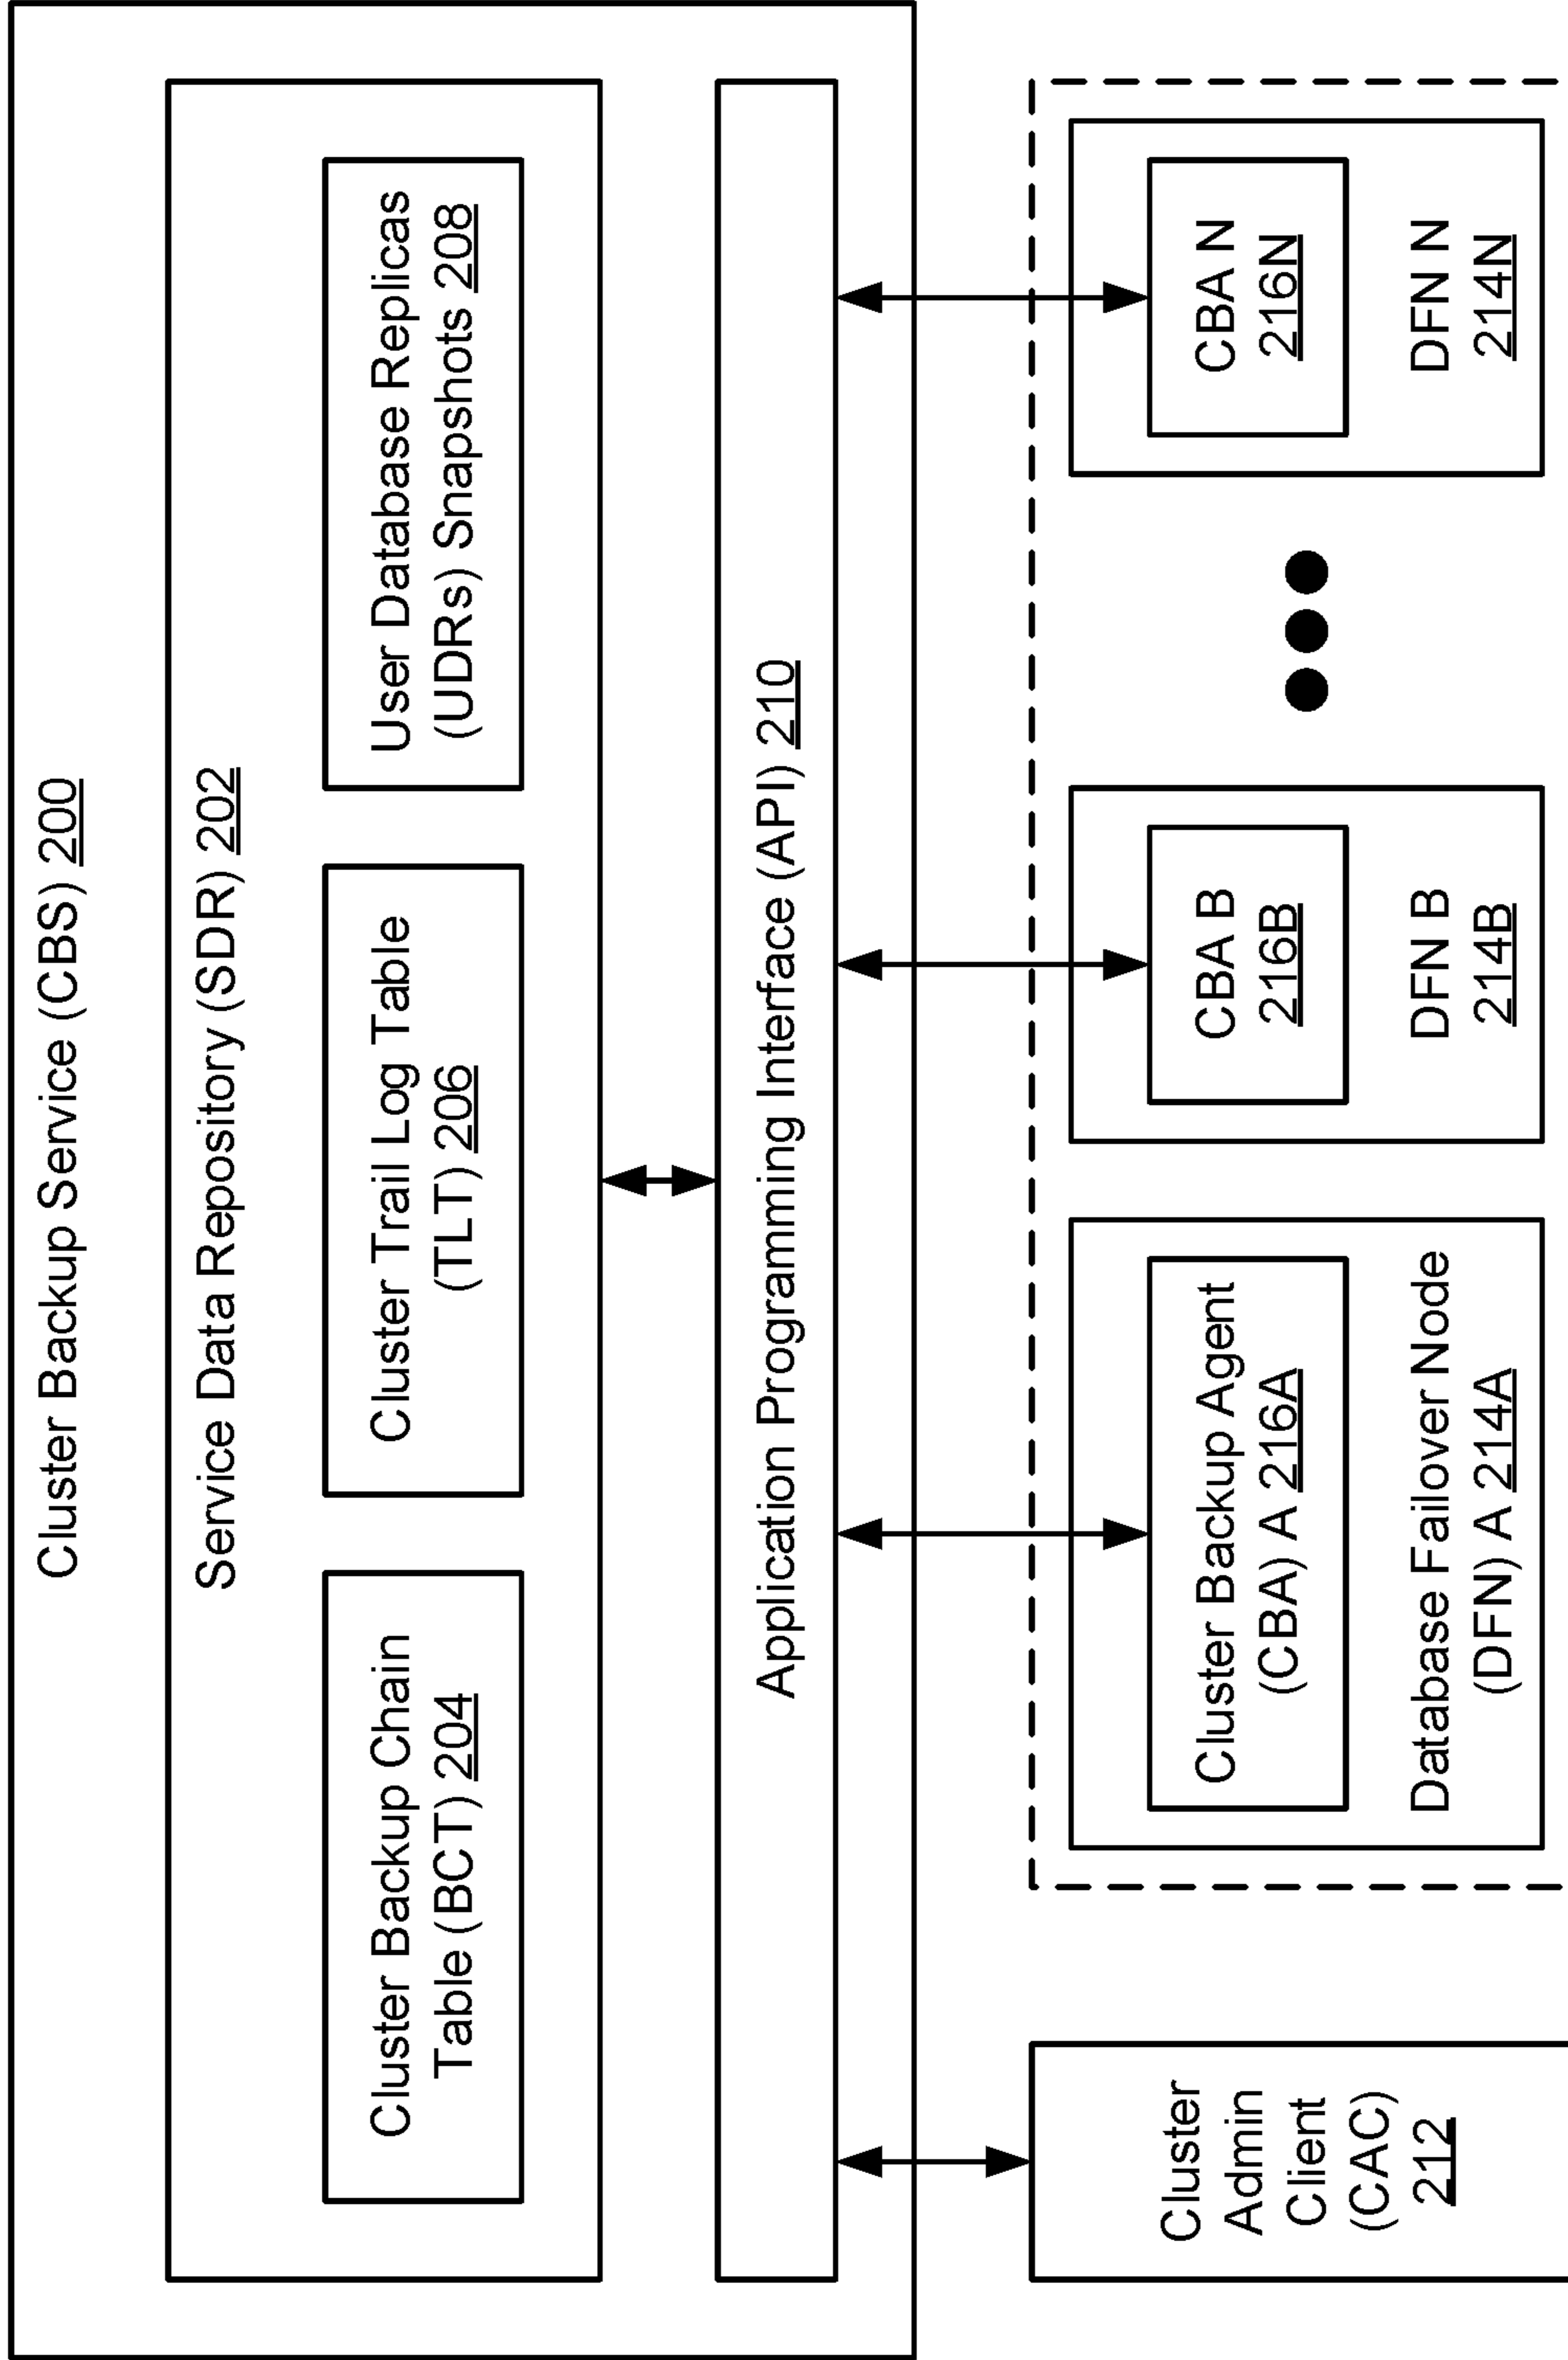 Cluster Backup Service (CBS) 200
Service Data Repository (SDR) 202
Cluster Backup Chain
Table (BCT) 204
Cluster Trail Log Table
(TLT) 206
User Database Replicas
(UDRs) Snapshots 208
Application Programming Interface (API) 210
Cluster
Admin
Client
(CAC)
212
Cluster Backup Agent
(CBA) A 216A
Database Failover Node
(DFN) A 214A
CBA B
216B
DFN B
214B
CBA N
216N
DFN N
214N